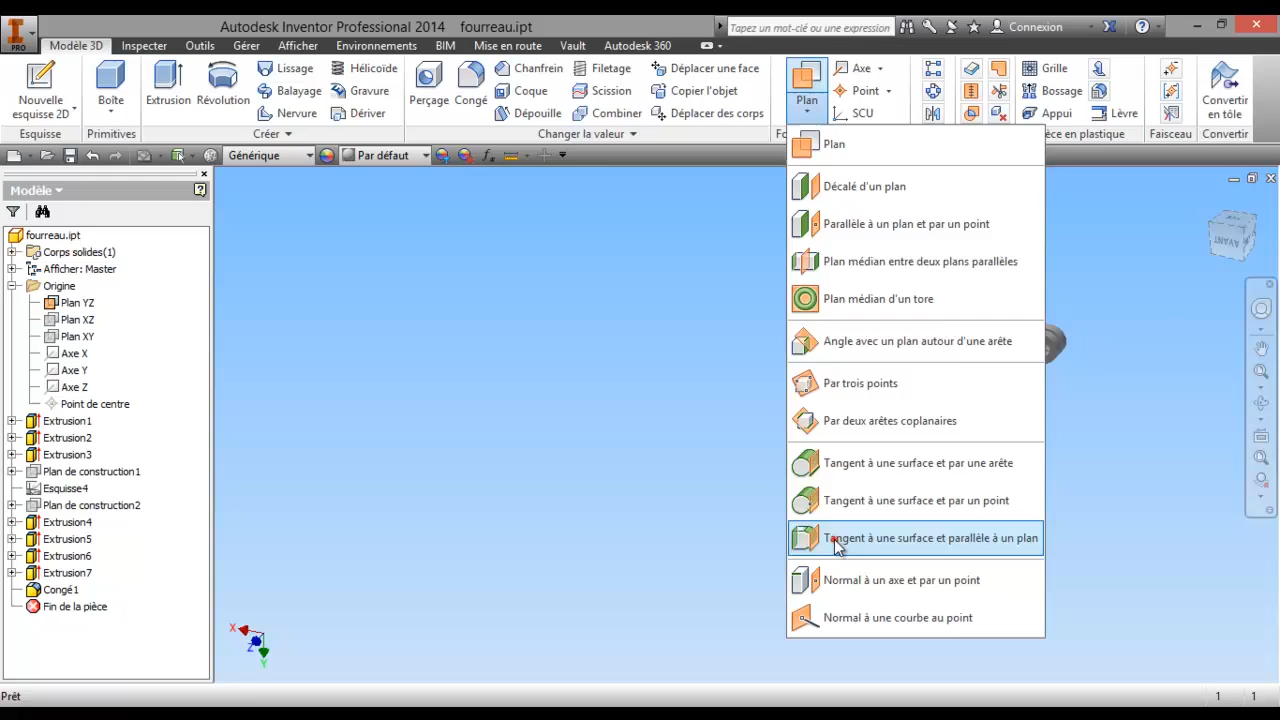 Autodesk Inventor Professional 2014 fourreau.ipt
Tapez un mot-clé ou une expression
Connexion
PRO
Modèle 3D Inspecter Outils Gérer Afficher Environnements BIM Mise en route Vault Autodesk 360
Nouvelle esquisse 2D
Boîte
Extrusion
Révolution
Lissage
Balayage
Nervure
Hélicoïde
Gravure
Dériver
Perçage
Congé
Chanfrein
Coque
Dépouille
Filetage
Scission
Combiner
Déplacer une face
Copier l'objet
Déplacer des corps
Plan
Axe
Point
SCU
Grille
Bossage
Appui
Lèvre
Convertir en tôle
Esquisse Primitives Créer Changer la valeur Fo èce en plastique Faisceau Convertir
Générique Par défaut
Modèle
fourreau.ipt
Corps solides(1)
Afficher: Master
Origine
Plan YZ
Plan XZ
Plan XY
Axe X
Axe Y
Axe Z
Point de centre
Extrusion1
Extrusion2
Extrusion3
Plan de construction1
Esquisse4
Plan de construction2
Extrusion4
Extrusion5
Extrusion6
Extrusion7
Congé1
Fin de la pièce
Plan
Décalé d'un plan
Parallèle à un plan et par un point
Plan médian entre deux plans parallèles
Plan médian d'un tore
Angle avec un plan autour d'une arête
Par trois points
Par deux arêtes coplanaires
Tangent à une surface et par une arête
Tangent à une surface et par un point
Tangent à une surface et parallèle à un plan
Normal à un axe et par un point
Normal à une courbe au point
AVANT
X
Z
Y
Prêt
1 1